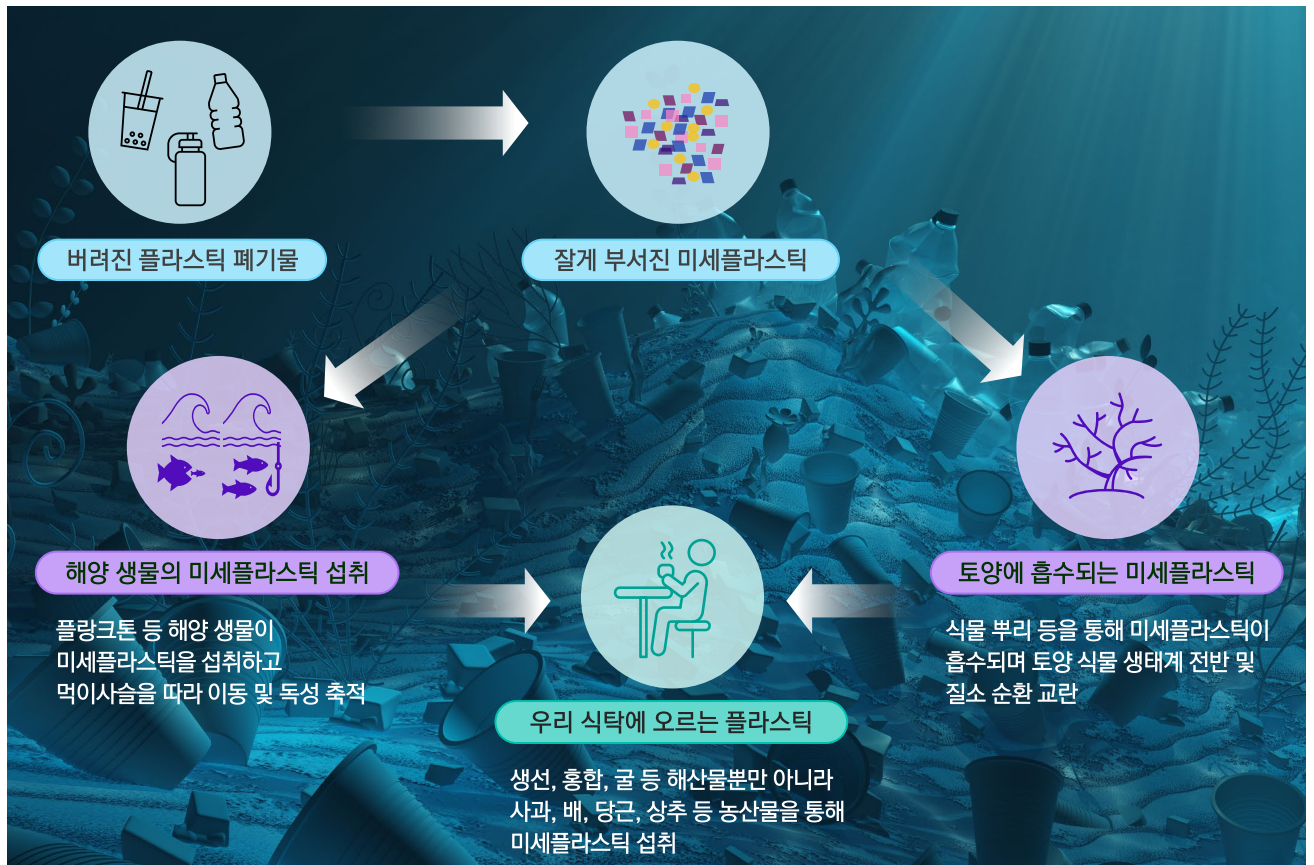 버려진 플라스틱 폐기물
잘게 부서진 미세플라스틱
해양 생물의 미세플라스틱 섭취
플랑크톤 등 해양 생물이
미세플라스틱을 섭취하고
먹이사슬을 따라 이동 및 독성 축적
토양에 흡수되는 미세플라스틱
식물 뿌리 등을 통해 미세플라스틱이
흡수되며 토양 식물 생태계 전반 및
질소 순환 교란
우리 식탁에 오르는 플라스틱
생선, 홍합, 굴 등 해산물뿐만 아니라
사과, 배, 당근, 상추 등 농산물을 통해
미세플라스틱 섭취